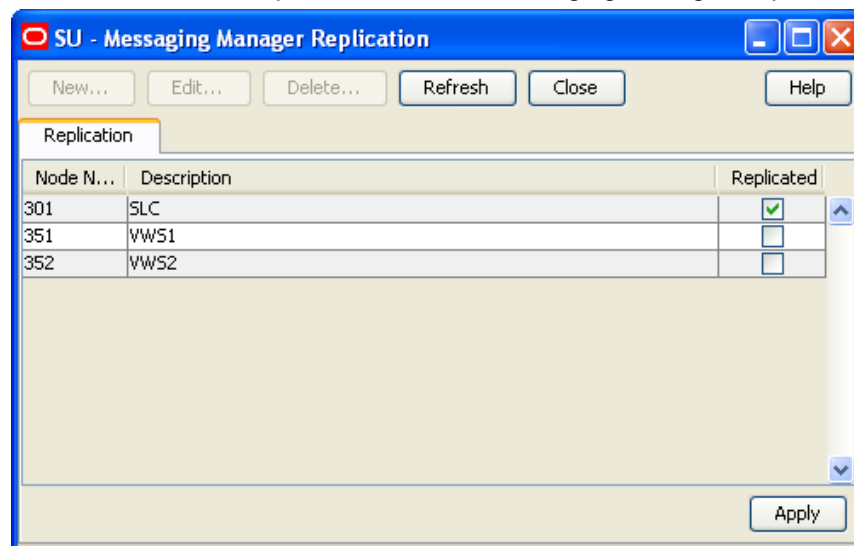 SU - Messaging Manager Replication
New... Edit... Delete... Refresh Close Help
Replication
Node N... Description Replicated
301 SLC
351 VWS1
352 VWS2
Apply